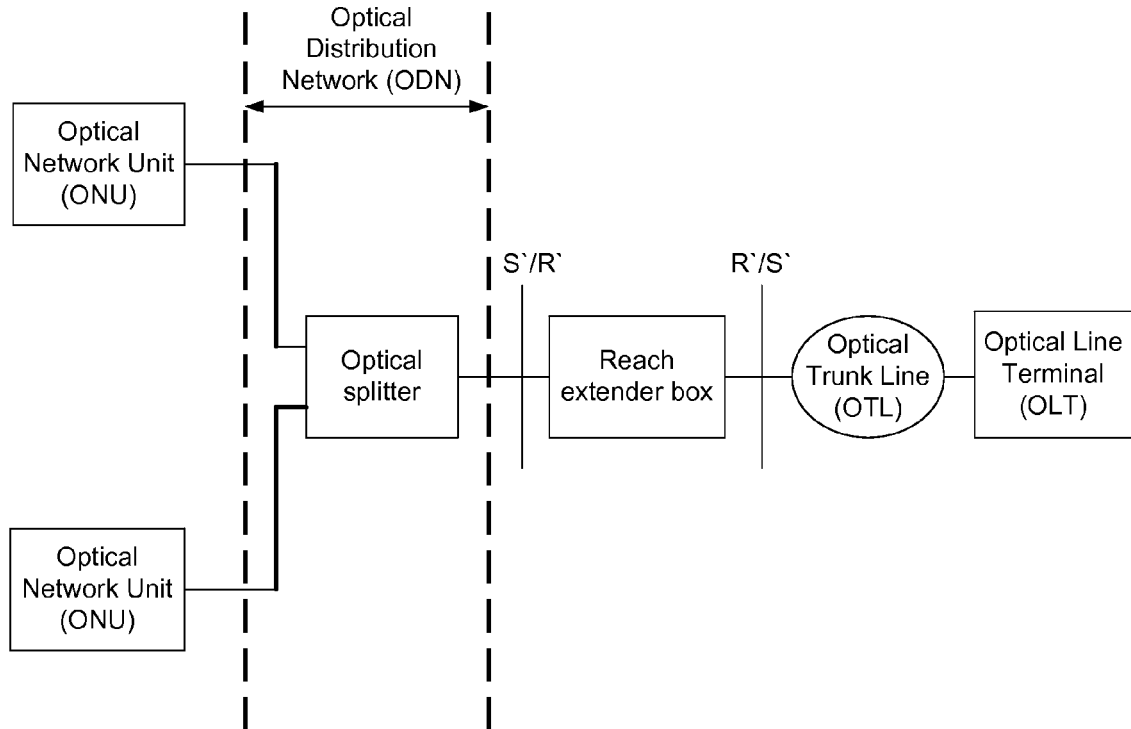 Optical
Distribution
Network (ODN)
Optical
Network Unit
(ONU)
S`/R`
R`/S`
Optical
splitter
Reach
extender box
Optical
Trunk Line
(OTL)
Optical Line
Terminal
(OLT)
Optical
Network Unit
(ONU)